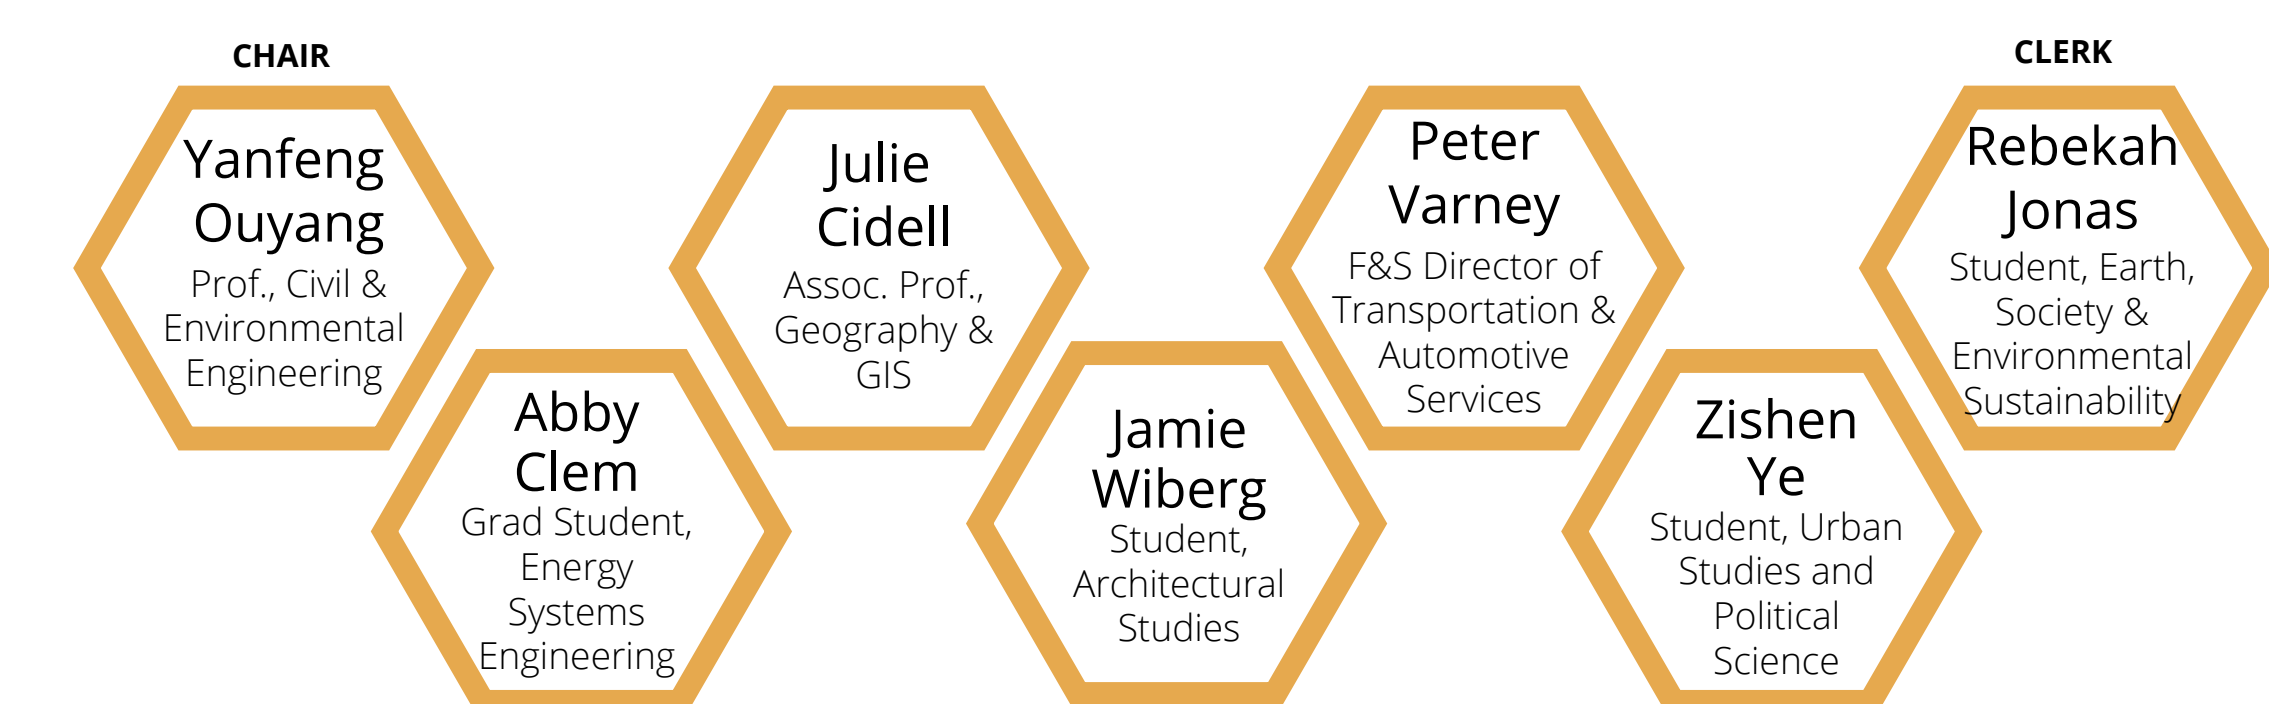 CHAIR
Yanfeng
Ouyang
Prof., Civil &
Environmental
Engineering
Abby
Clem
Grad Student,
Energy
Systems
Engineering
Julie
Cidell
Assoc. Prof.,
Geography &
GIS
Jamie
Wiberg
Student,
Architectural
Studies
Peter
Varney
F&S Director of
Transportation &
Automotive
Services
Zishen
Ye
Student, Urban
Studies and
Political
Science
CLERK
Rebekah
Jonas
Student, Earth,
Society &
Environmental
Sustainability